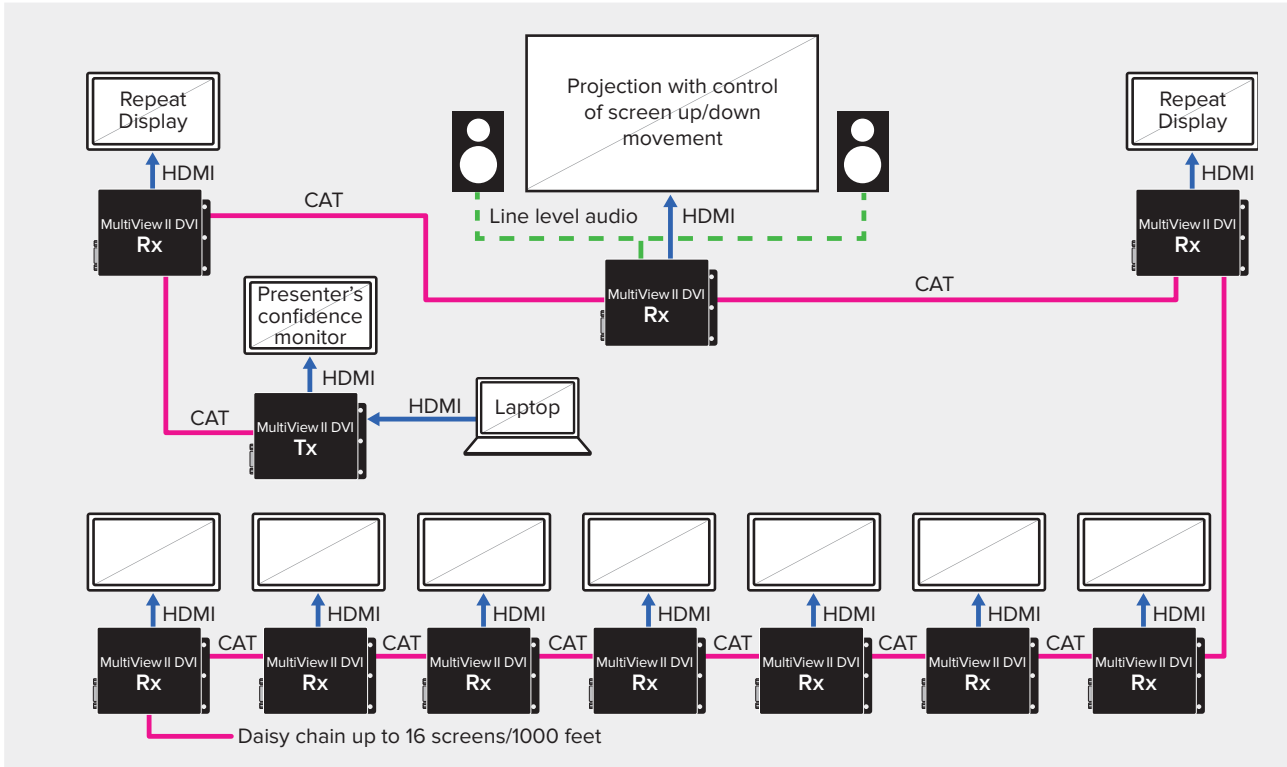 Repeat
Display
HDMI
MultiView II DVI
Rx
CAT
Projection with control
of screen up/down
movement
Line level audio
HDMI
MultiView II DVI
Rx
CAT
Repeat
Display
HDMI
MultiView II DVI
Rx
Presenter's
confidence
monitor
HDMI
CAT
MultiView II DVI
Tx
HDMI
Laptop
HDMI
HDMI
HDMI
HDMI
HDMI
HDMI
HDMI
MultiView II DVI
Rx
CAT
MultiView II DVI
Rx
CAT
MultiView II DVI
Rx
CAT
MultiView II DVI
Rx
CAT
MultiView II DVI
Rx
CAT
MultiView II DVI
Rx
CAT
MultiView II DVI
Rx
Daisy chain up to 16 screens/1000 feet